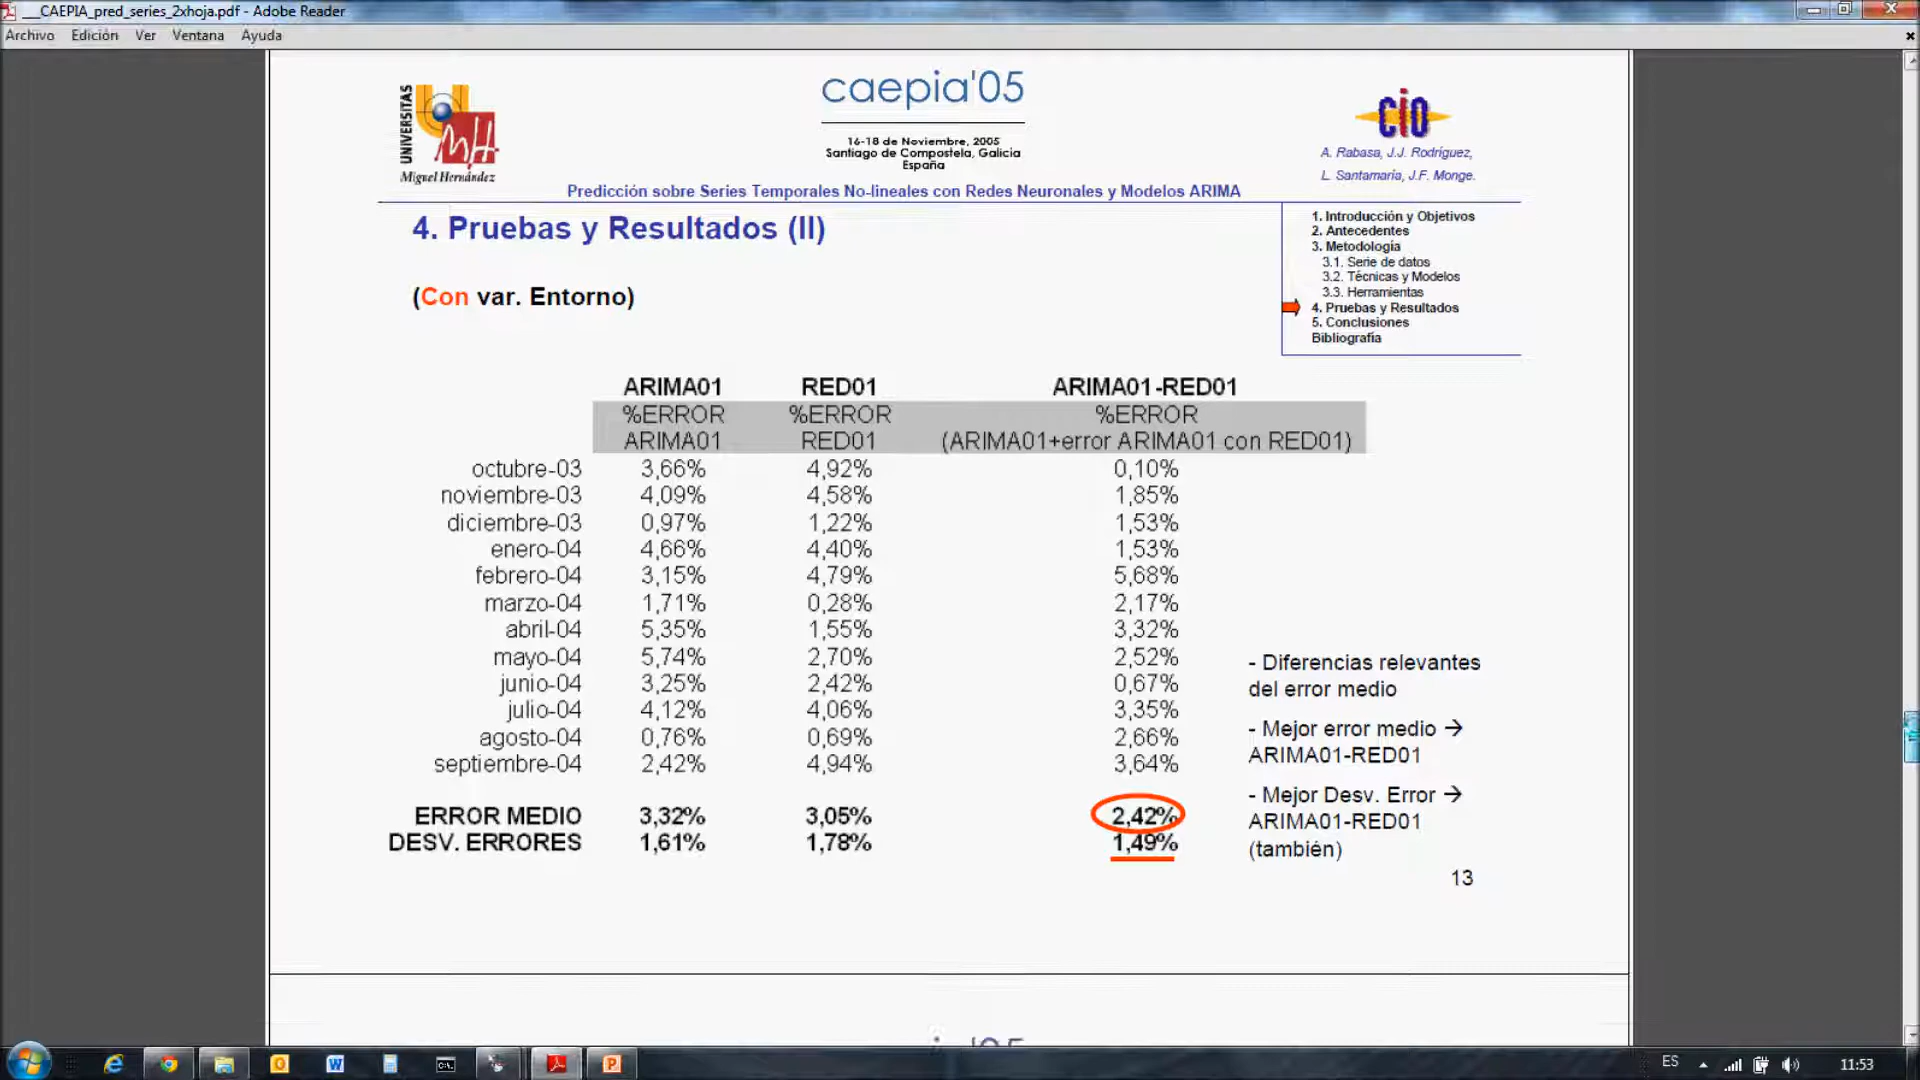 ___CAEPIA_pred_series_2xhoja.pdf - Adobe Reader
Archivo Edición Ver Ventana Ayuda
UNIVERSITAS
Miguel Hernández
caepia'05
16-18 de Noviembre, 2005
Santiago de Compostela, Galicia
España
CIO
A. Rabasa, J.J. Rodríguez,
L. Santamaría, J.F. Monge.
Predicción sobre Series Temporales No-lineales con Redes Neuronales y Modelos ARIMA
4. Pruebas y Resultados (II)
1. Introducción y Objetivos
2. Antecedentes
3. Metodología
3.1. Serie de datos
3.2. Técnicas y Modelos
3.3. Herramientas
4. Pruebas y Resultados
5. Conclusiones
Bibliografía
(Con var. Entorno)
ARIMA01 RED01 ARIMA01-RED01
%ERROR %ERROR %ERROR
ARIMA01 RED01 (ARIMA01+error ARIMA01 con RED01)
octubre-03 3,66% 4,92% 0,10%
noviembre-03 4,09% 4,58% 1,85%
diciembre-03 0,97% 1,22% 1,53%
enero-04 4,66% 4,40% 1,53%
febrero-04 3,15% 4,79% 5,68%
marzo-04 1,71% 0,28% 2,17%
abril-04 5,35% 1,55% 3,32%
mayo-04 5,74% 2,70% 2,52%
junio-04 3,25% 2,42% 0,67%
julio-04 4,12% 4,06% 3,35%
agosto-04 0,76% 0,69% 2,66%
septiembre-04 2,42% 4,94% 3,64%
ERROR MEDIO 3,32% 3,05% 2,42%
DESV. ERRORES 1,61% 1,78% 1,49%
- Diferencias relevantes
del error medio
- Mejor error medio →
ARIMA01-RED01
- Mejor Desv. Error →
ARIMA01-RED01
(también)
13
ES 11:53